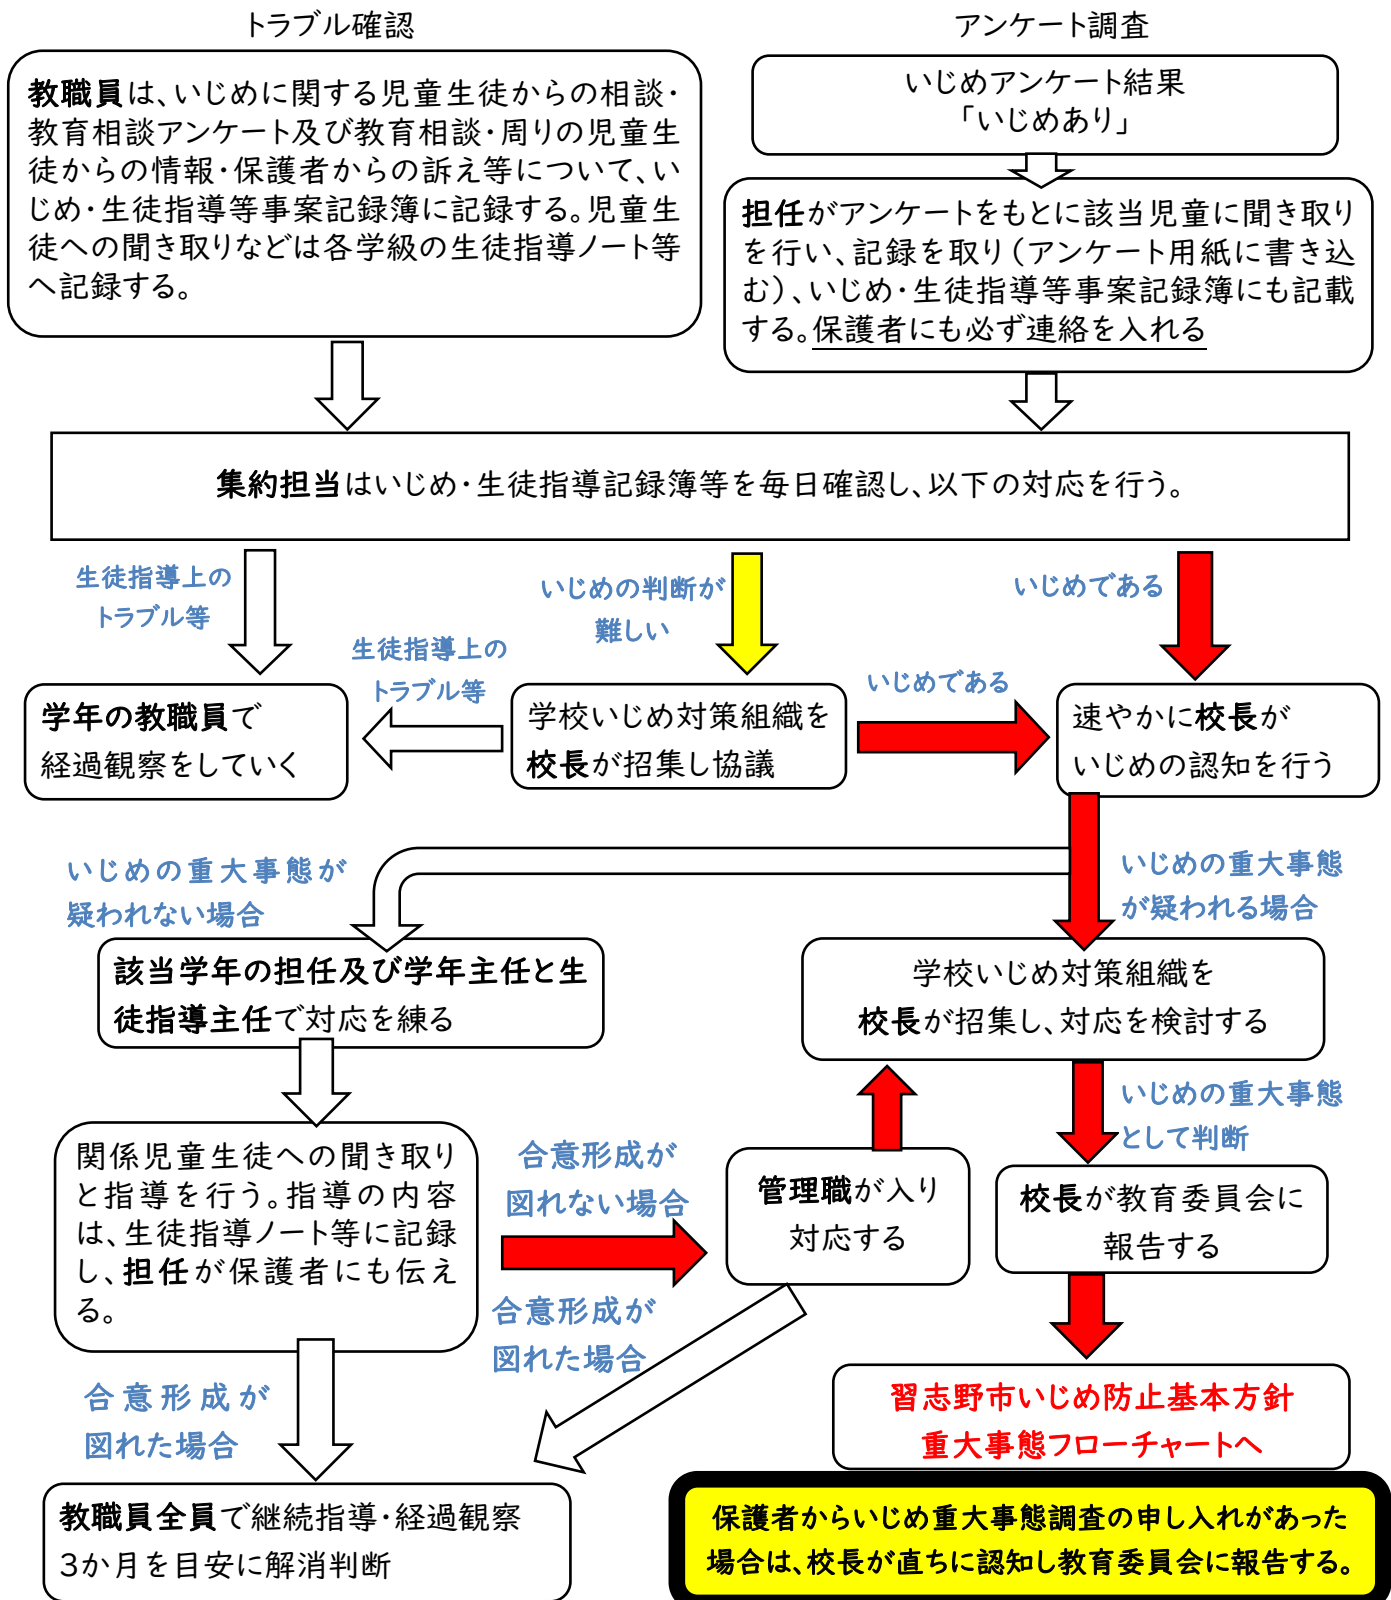 トラブル確認
アンケート調査
教職員は、いじめに関する児童生徒からの相談・
教育相談アンケート及び教育相談・周りの児童生
徒からの情報・保護者からの訴え等について、い
じめ・生徒指導等事案記録簿に記録する。児童生
徒への聞き取りなどは各学級の生徒指導ノート等
へ記録する。
いじめアンケート結果
「いじめあり」
担任がアンケートをもとに該当児童に聞き取り
を行い、記録を取り（アンケート用紙に書き込
む）、いじめ・生徒指導等事案記録簿にも記載
する。保護者にも必ず連絡を入れる
集約担当はいじめ・生徒指導記録簿等を毎日確認し、以下の対応を行う。
生徒指導上の
トラブル等
いじめの判断が
難しい
いじめである
生徒指導上の
トラブル等
いじめである
学年の教職員で
経過観察をしていく
学校いじめ対策組織を
校長が招集し協議
速やかに校長が
いじめの認知を行う
いじめの重大事態が
疑われない場合
いじめの重大事態
が疑われる場合
該当学年の担任及び学年主任と生
徒指導主任で対応を練る
学校いじめ対策組織を
校長が招集し、対応を検討する
いじめの重大事態
として判断
関係児童生徒への聞き取り
と指導を行う。指導の内容
は、生徒指導ノート等に記録
し、担任が保護者にも伝え
る。
合意形成が
図れない場合
管理職が入り
対応する
校長が教育委員会に
報告する
合意形成が
図れた場合
合意形成が
図れた場合
習志野市いじめ防止基本方針
重大事態フローチャートへ
教職員全員で継続指導・経過観察
3か月を目安に解消判断
保護者からいじめ重大事態調査の申し入れがあった
場合は、校長が直ちに認知し教育委員会に報告する。